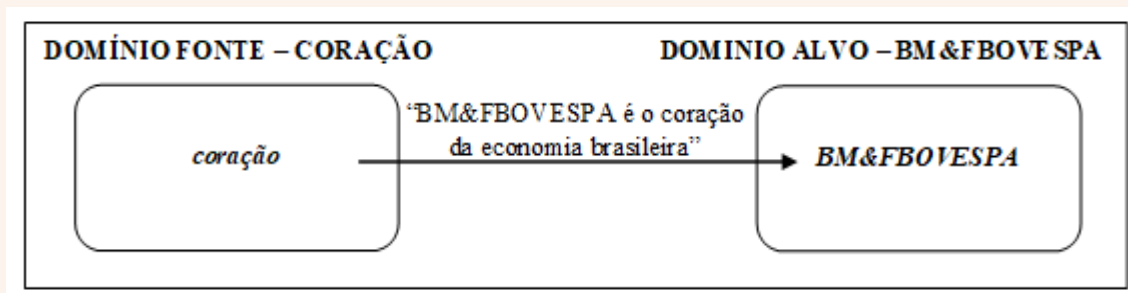 DOMÍNIO FONTE – CORAÇÃO
DOMINIO ALVO – BM&FBOVESPA
“BM&FBOVESPA é o coração
da economia brasileira”
coração
BM&FBOVESPA